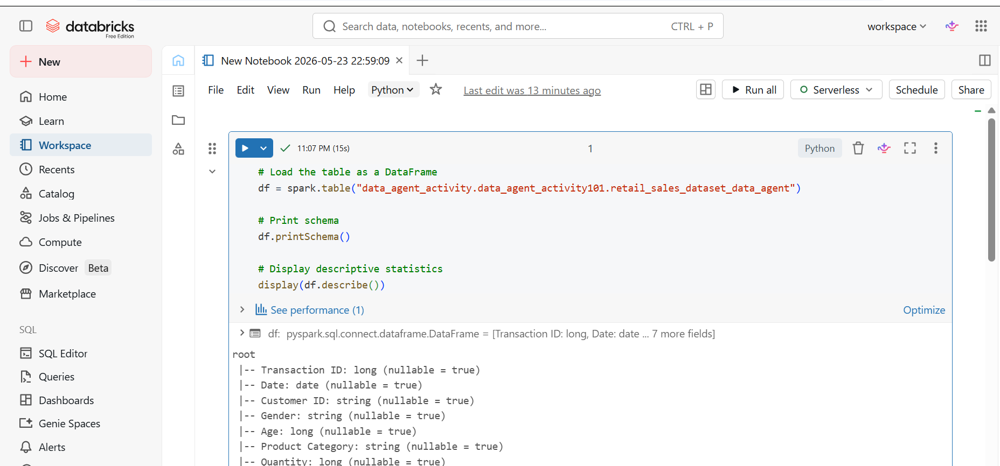 databricks
Free Edition
Search data, notebooks, recents, and more...
CTRL + P
workspace
New
New Notebook 2026-05-23 22:59:09
File Edit View Run Help Python
Last edit was 13 minutes ago
Run all
Serverless
Schedule
Share
Home
Learn
Workspace
Recents
Catalog
Jobs & Pipelines
Compute
Discover Beta
Marketplace
SQL
SQL Editor
Queries
Dashboards
Genie Spaces
Alerts
11:07 PM (15s)
1
Python
# Load the table as a DataFrame
df = spark.table("data_agent_activity.data_agent_activity101.retail_sales_dataset_data_agent")
# Print schema
df.printSchema()
# Display descriptive statistics
display(df.describe())
See performance (1)
Optimize
df: pyspark.sql.connect.dataframe.DataFrame = [Transaction ID: long, Date: date ... 7 more fields]
root
|-- Transaction ID: long (nullable = true)
|-- Date: date (nullable = true)
|-- Customer ID: string (nullable = true)
|-- Gender: string (nullable = true)
|-- Age: long (nullable = true)
|-- Product Category: string (nullable = true)
|-- Quantity: long (nullable = true)